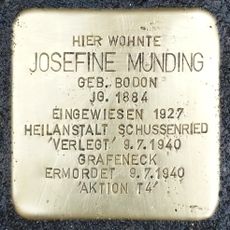 HIER WOHNTE
JOSEFINE MUNDING
GEB. BODON
JG. 1884
EINGEWIESEN 1927
HEILANSTALT SCHUSSENRIED
'VERLEGT' 9.7.1940
GRAFENECK
ERMORDET 9.7.1940
'AKTION T4'